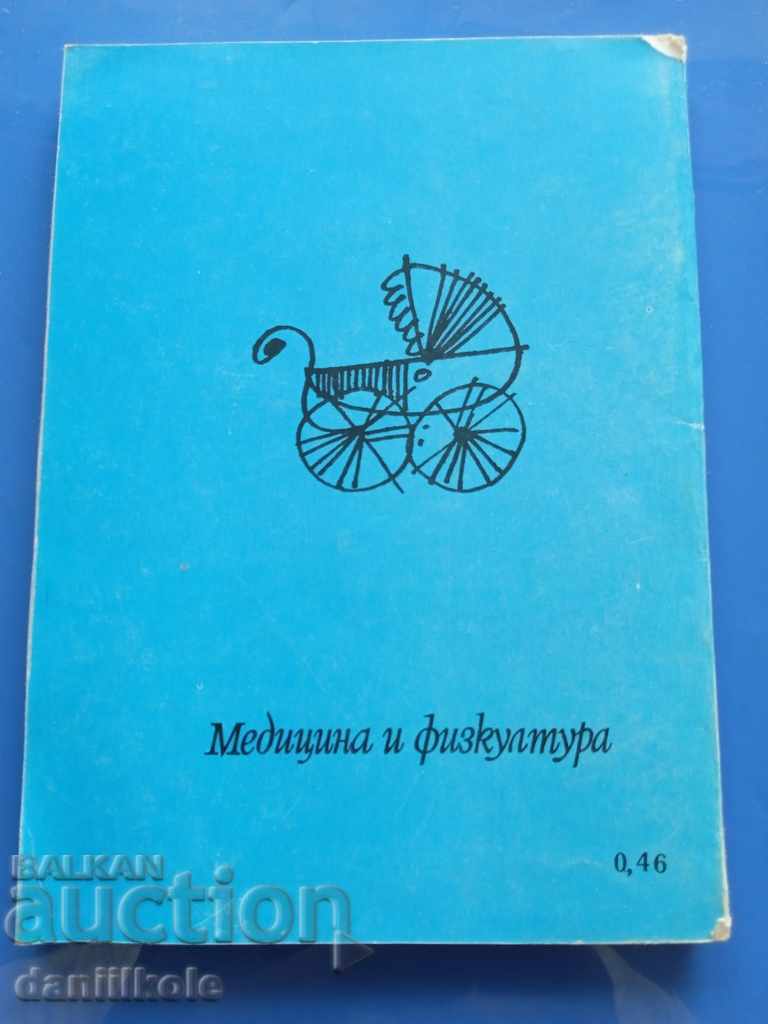 Медицина и физкултура
0,46
BALKAN
auction
daniilkole